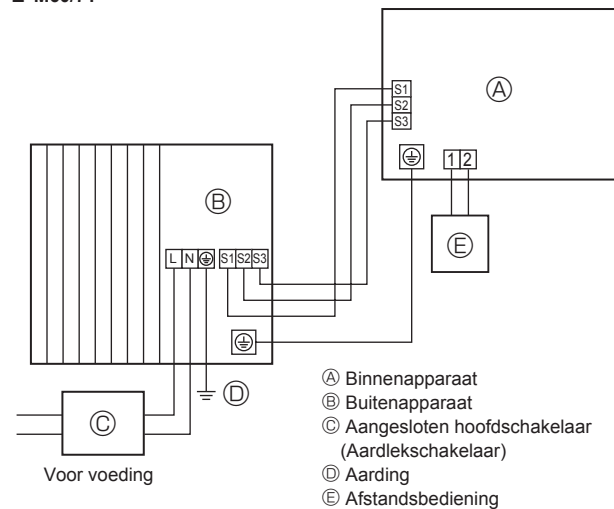 S1
S2
S3
Ⓐ
1 2
Ⓑ
L N S1 S2 S3
Ⓔ
Ⓓ
Ⓒ
Voor voeding
Ⓐ Binnenapparaat
Ⓑ Buitenapparaat
Ⓒ Aangesloten hoofdschakelaar
(Aardlekschakelaar)
Ⓓ Aarding
Ⓔ Afstandsbediening